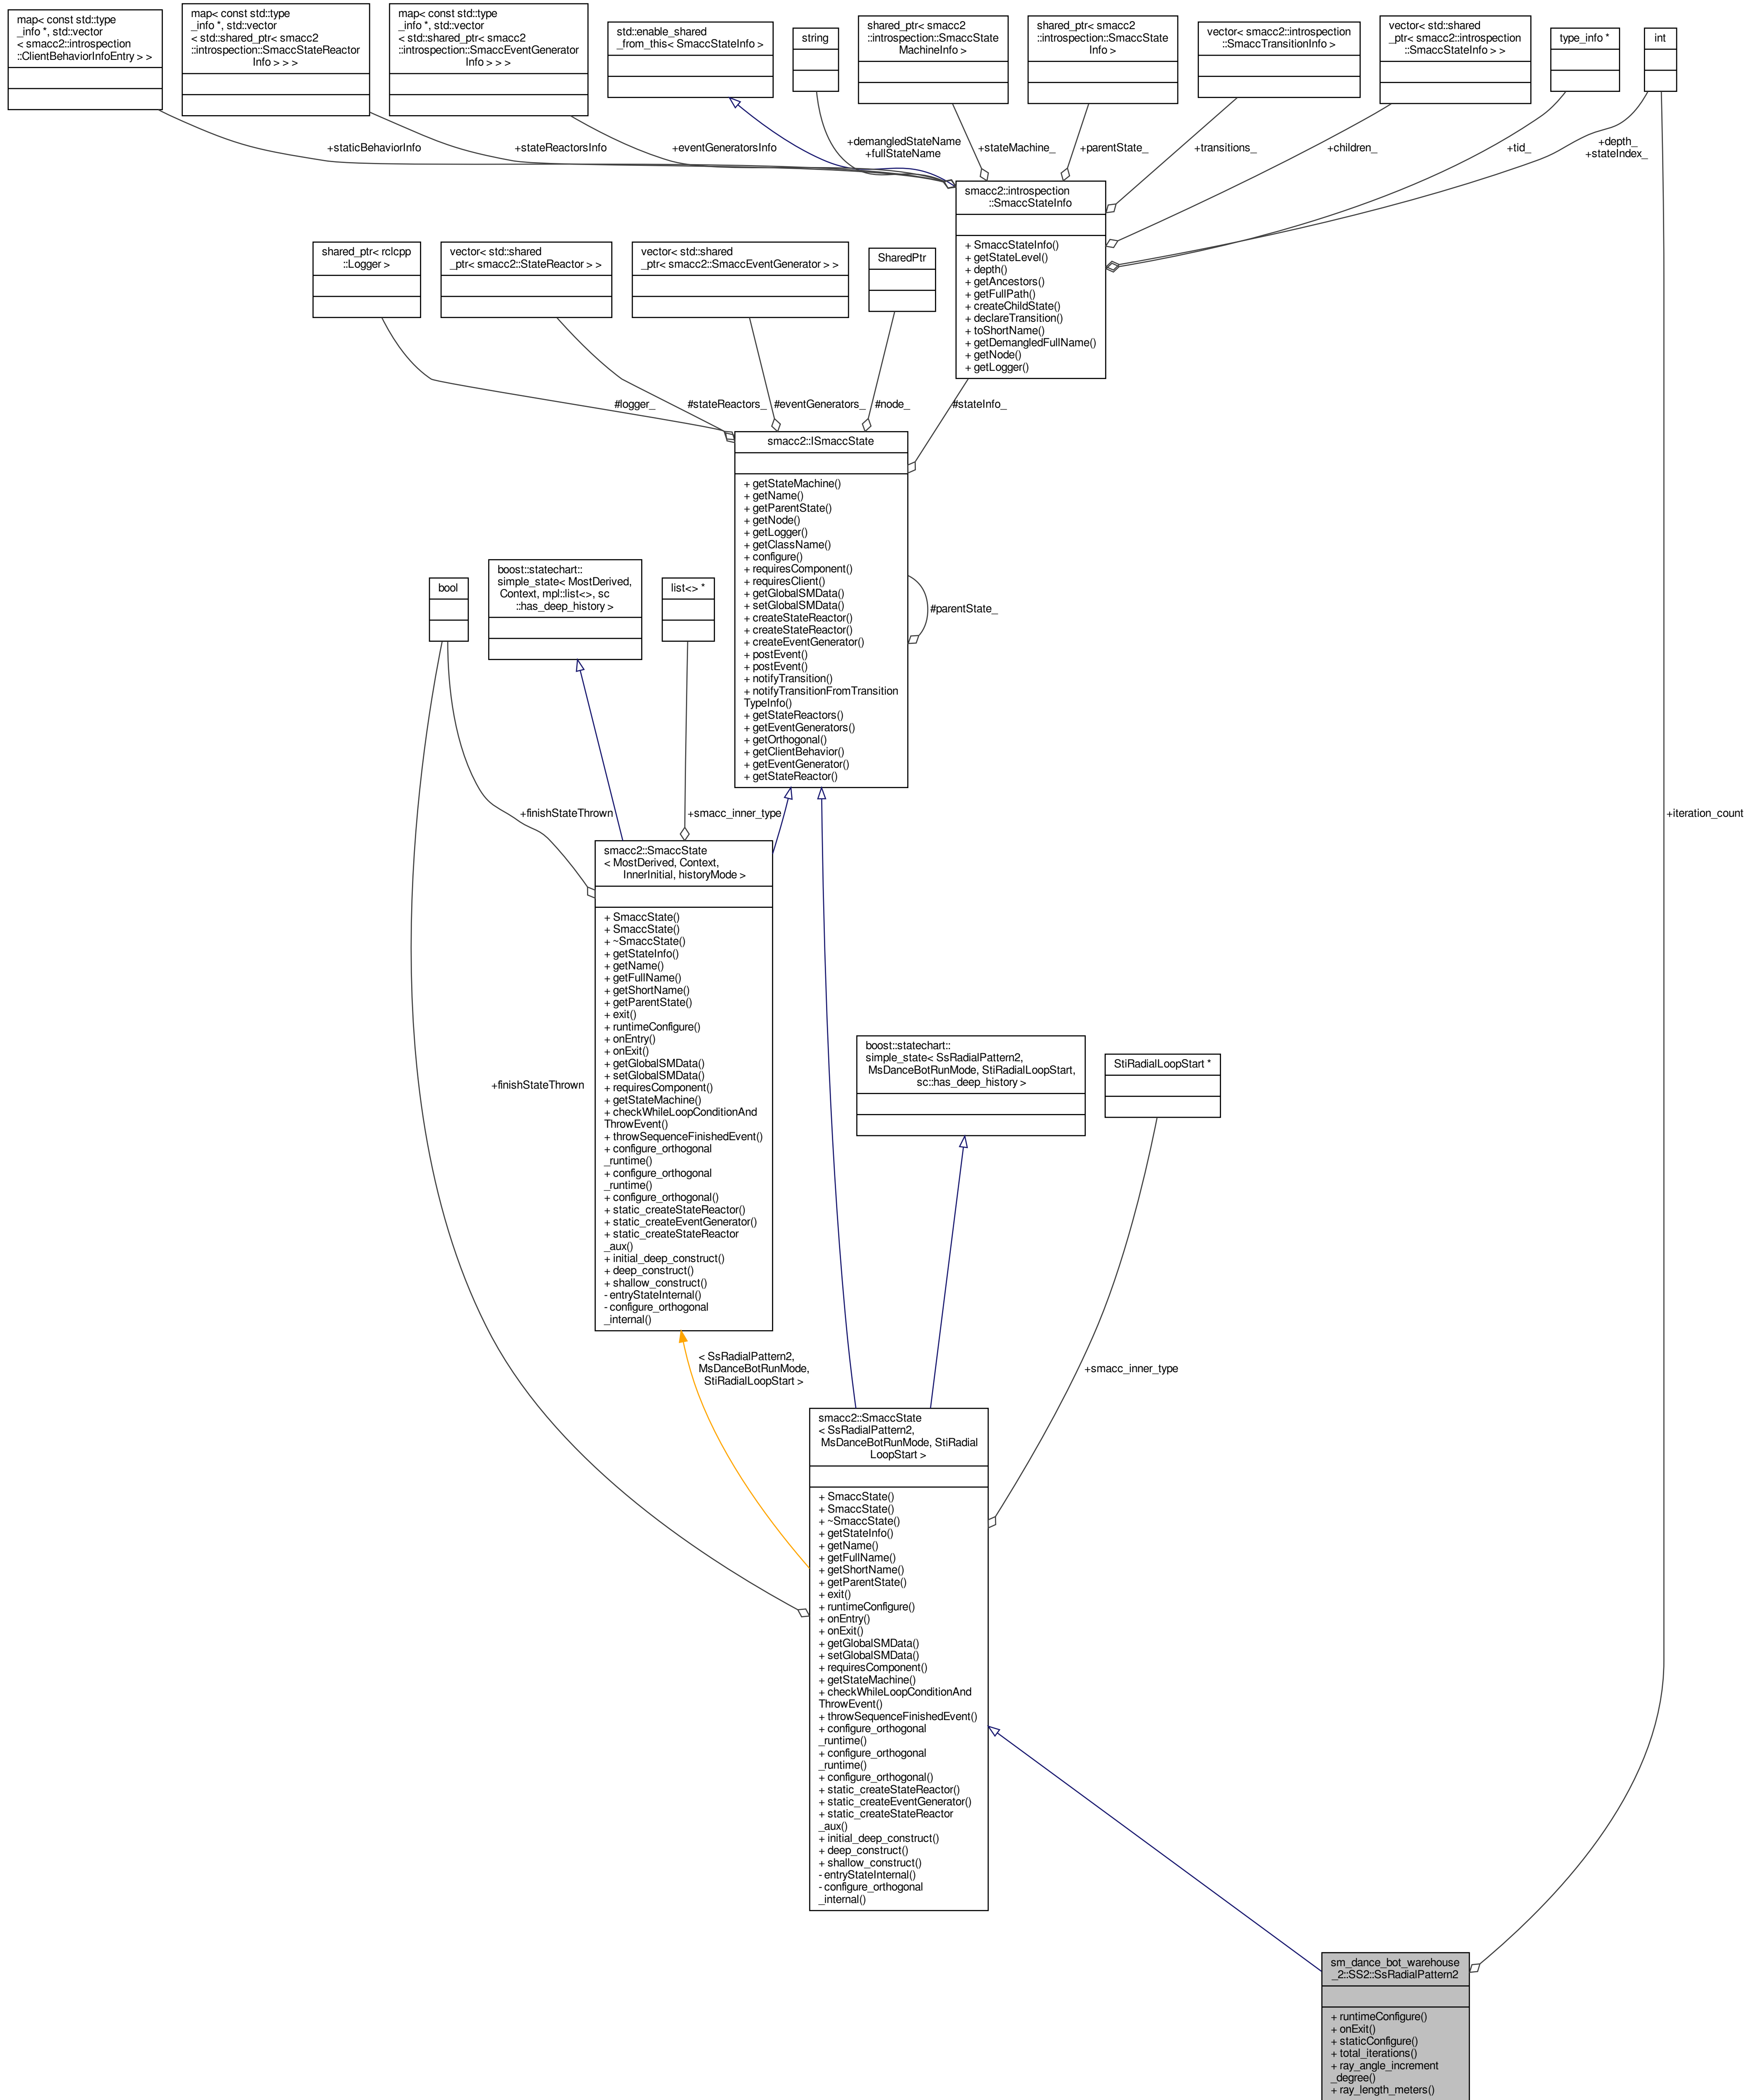 map< const std::type
_info *, std::vector
< smacc2::introspection
::ClientBehaviorInfoEntry > >
map< const std::type
_info *, std::vector
< std::shared_ptr< smacc2
::introspection::SmaccStateReactor
Info > > >
map< const std::type
_info *, std::vector
< std::shared_ptr< smacc2
::introspection::SmaccEventGenerator
Info > > >
std::enable_shared
_from_this< SmaccStateInfo >
string
shared_ptr< smacc2
::introspection::SmaccState
MachineInfo >
shared_ptr< smacc2
::introspection::SmaccState
Info >
vector< smacc2::introspection
::SmaccTransitionInfo >
vector< std::shared
_ptr< smacc2::introspection
::SmaccStateInfo > >
type_info *
int
+staticBehaviorInfo
+stateReactorsInfo
+eventGeneratorsInfo
+demangledStateName
+fullStateName
+stateMachine_
+parentState_
+transitions_
+children_
+tid_
+depth_
+stateIndex_
smacc2::introspection
::SmaccStateInfo
+ SmaccStateInfo()
+ getStateLevel()
+ depth()
+ getAncestors()
+ getFullPath()
+ createChildState()
+ declareTransition()
+ toShortName()
+ getDemangledFullName()
+ getNode()
+ getLogger()
shared_ptr< rclcpp
::Logger >
vector< std::shared
_ptr< smacc2::StateReactor > >
vector< std::shared
_ptr< smacc2::SmaccEventGenerator > >
SharedPtr
#logger_
#stateReactors_
#eventGenerators_
#node_
#stateInfo_
smacc2::ISmaccState
+ getStateMachine()
+ getName()
+ getParentState()
+ getNode()
+ getLogger()
+ getClassName()
+ configure()
+ requiresComponent()
+ requiresClient()
+ getGlobalSMData()
+ setGlobalSMData()
+ createStateReactor()
+ createStateReactor()
+ createEventGenerator()
+ postEvent()
+ postEvent()
+ notifyTransition()
+ notifyTransitionFromTransition
TypeInfo()
+ getStateReactors()
+ getEventGenerators()
+ getOrthogonal()
+ getClientBehavior()
+ getEventGenerator()
+ getStateReactor()
#parentState_
bool
boost::statechart::
simple_state< MostDerived,
Context, mpl::list<>, sc
::has_deep_history >
list<> *
+finishStateThrown
+smacc_inner_type
+iteration_count
smacc2::SmaccState
< MostDerived, Context,
InnerInitial, historyMode >
+ SmaccState()
+ SmaccState()
+ ~SmaccState()
+ getStateInfo()
+ getName()
+ getFullName()
+ getShortName()
+ getParentState()
+ exit()
+ runtimeConfigure()
+ onEntry()
+ onExit()
+ getGlobalSMData()
+ setGlobalSMData()
+ requiresComponent()
+ getStateMachine()
+ checkWhileLoopConditionAnd
ThrowEvent()
+ throwSequenceFinishedEvent()
+ configure_orthogonal
_runtime()
+ configure_orthogonal
_runtime()
+ configure_orthogonal()
+ static_createStateReactor()
+ static_createEventGenerator()
+ static_createStateReactor
_aux()
+ initial_deep_construct()
+ deep_construct()
+ shallow_construct()
- entryStateInternal()
- configure_orthogonal
_internal()
+finishStateThrown
boost::statechart::
simple_state< SsRadialPattern2,
MsDanceBotRunMode, StiRadialLoopStart,
sc::has_deep_history >
StiRadialLoopStart *
< SsRadialPattern2,
MsDanceBotRunMode,
StiRadialLoopStart >
+smacc_inner_type
smacc2::SmaccState
< SsRadialPattern2,
MsDanceBotRunMode, StiRadial
LoopStart >
+ SmaccState()
+ SmaccState()
+ ~SmaccState()
+ getStateInfo()
+ getName()
+ getFullName()
+ getShortName()
+ getParentState()
+ exit()
+ runtimeConfigure()
+ onEntry()
+ onExit()
+ getGlobalSMData()
+ setGlobalSMData()
+ requiresComponent()
+ getStateMachine()
+ checkWhileLoopConditionAnd
ThrowEvent()
+ throwSequenceFinishedEvent()
+ configure_orthogonal
_runtime()
+ configure_orthogonal
_runtime()
+ configure_orthogonal()
+ static_createStateReactor()
+ static_createEventGenerator()
+ static_createStateReactor
_aux()
+ initial_deep_construct()
+ deep_construct()
+ shallow_construct()
- entryStateInternal()
- configure_orthogonal
_internal()
sm_dance_bot_warehouse
_2::SS2::SsRadialPattern2
+ runtimeConfigure()
+ onExit()
+ staticConfigure()
+ total_iterations()
+ ray_angle_increment
_degree()
+ ray_length_meters()